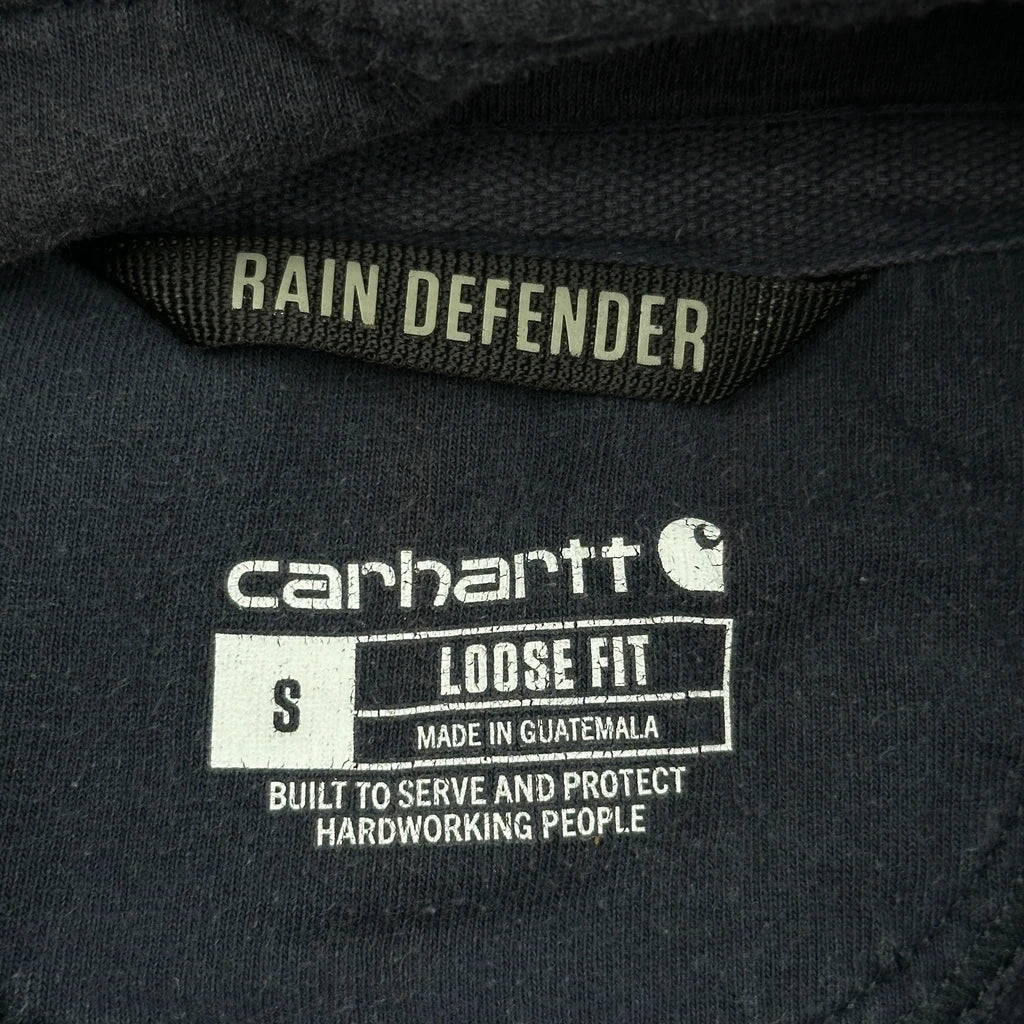 RAIN DEFENDER
carhartt
S
LOOSE FIT
MADE IN GUATEMALA
BUILT TO SERVE AND PROTECT
HARDWORKING PEOPLE